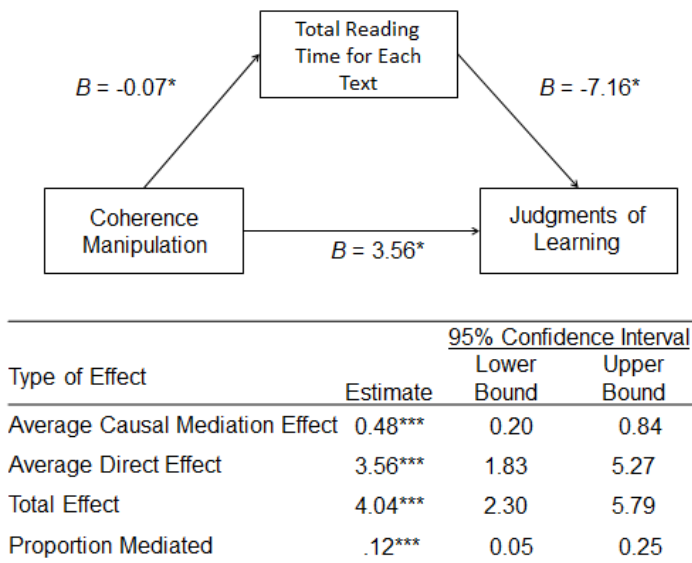 Total Reading
Time for Each
Text
B = -0.07*
B = -7.16*
Coherence
Manipulation
Judgments of
Learning
B = 3.56*
95% Confidence Interval
Type of Effect Estimate Lower Bound Upper Bound
Average Causal Mediation Effect 0.48*** 0.20 0.84
Average Direct Effect 3.56*** 1.83 5.27
Total Effect 4.04*** 2.30 5.79
Proportion Mediated .12*** 0.05 0.25